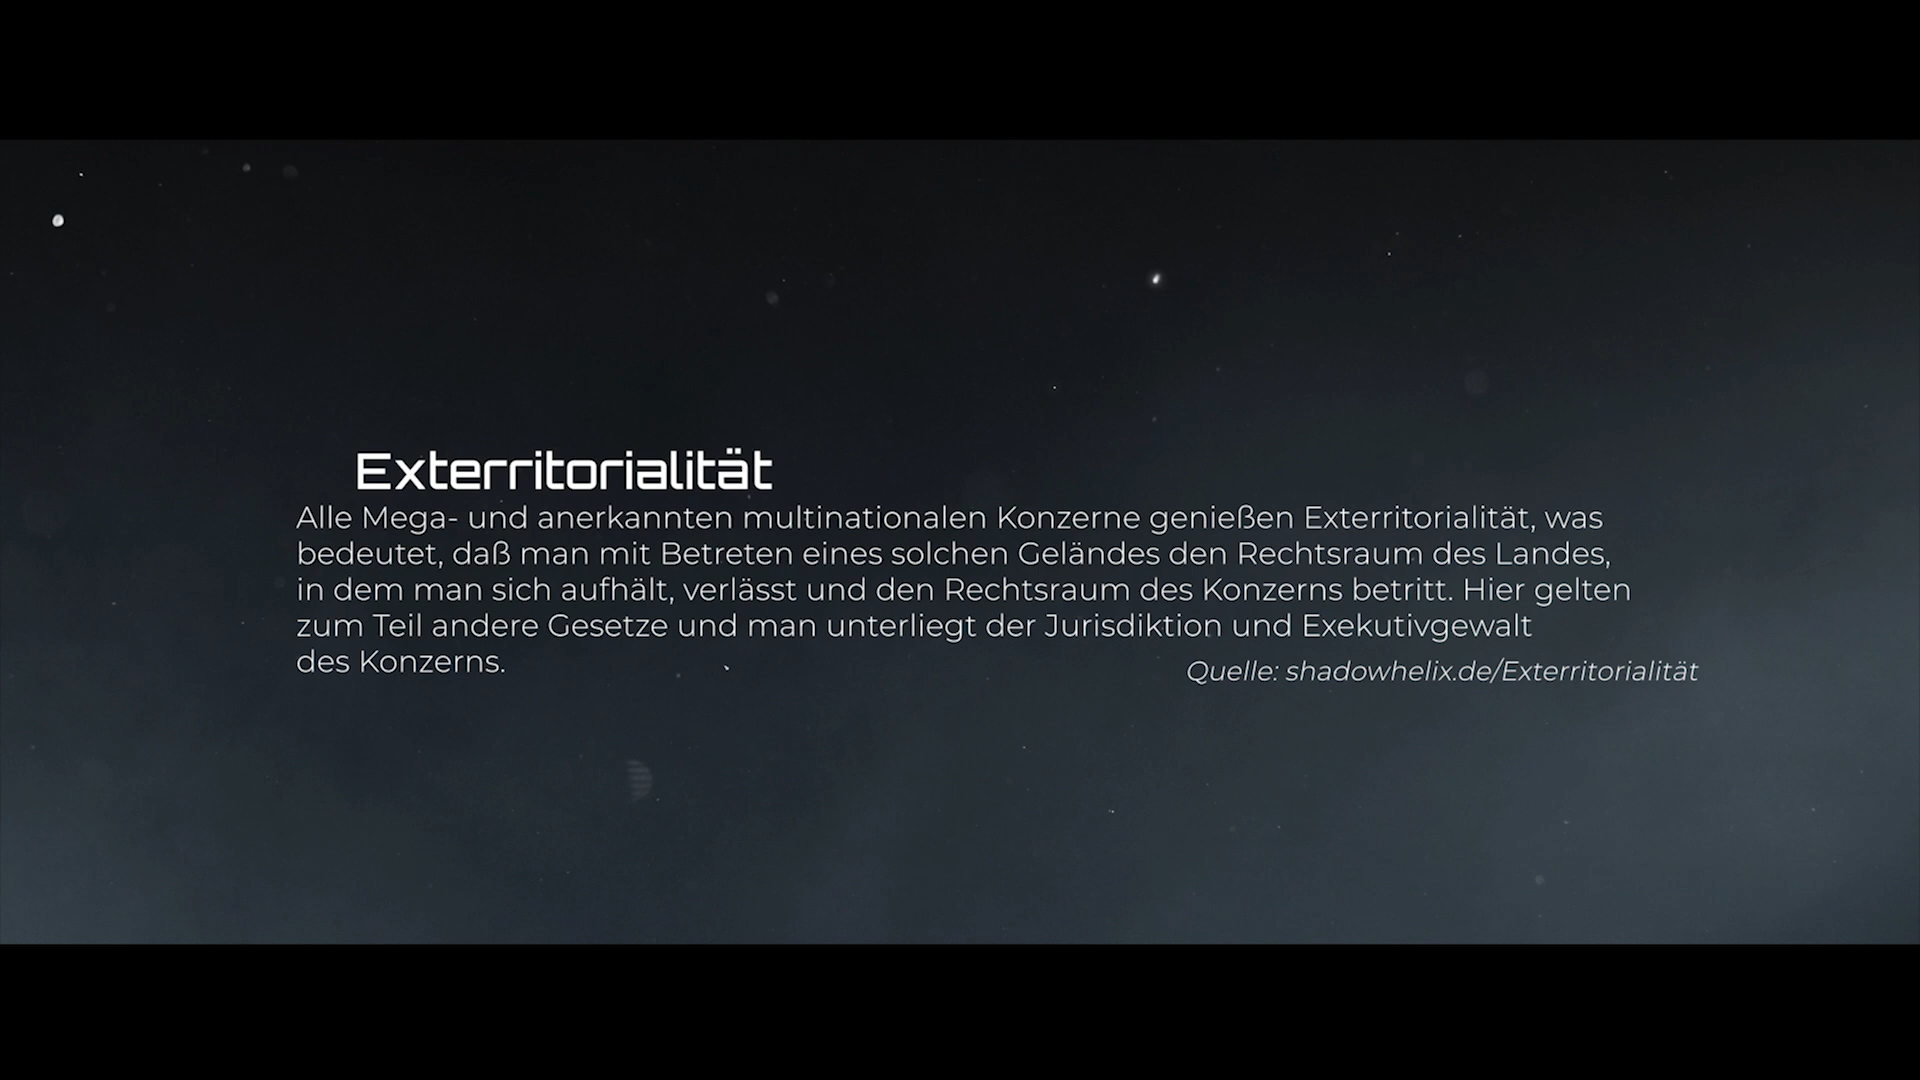 Exterritorialität
Alle Mega- und anerkannten multinationalen Konzerne genießen Exterritorialität, was
bedeutet, daß man mit Betreten eines solchen Geländes den Rechtsraum des Landes,
in dem man sich aufhält, verlässt und den Rechtsraum des Konzerns betritt. Hier gelten
zum Teil andere Gesetze und man unterliegt der Jurisdiktion und Exekutivgewalt
des Konzerns.
Quelle: shadowhelix.de/Exterritorialität